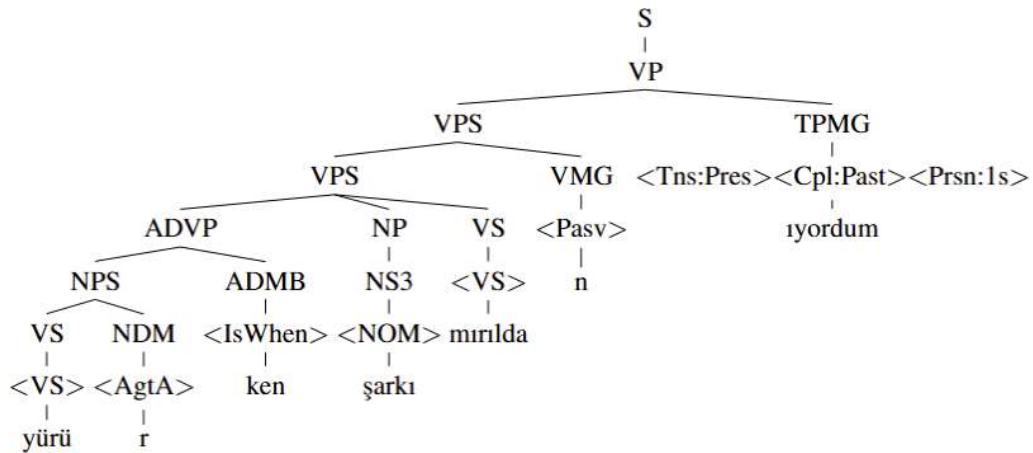 S
VP
VPS TPMG
VPS VMG <Tns:Pres><Cpl:Past><Prsn:1s>
ADVP NP VS <Pasv> ıyordum
NPS ADMB NS3 <VS> n
VS NDM <IsWhen> <NOM> mırılda
<VS> <AgtA> ken şarkı
yürü r